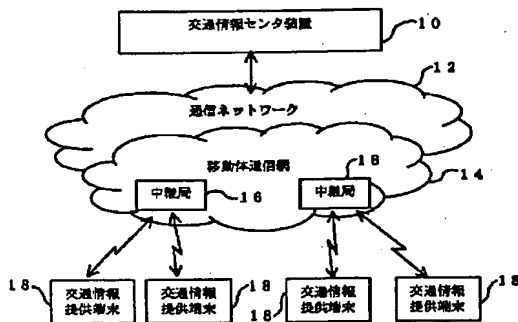 交通情報センタ装置
１０
１２
通信ネットワーク
移動体通信網
１６
１４
中継局
１６
中継局
１８
交通情報
提供端末
１８
交通情報
提供端末
１８
交通情報
提供端末
１８
交通情報
提供端末